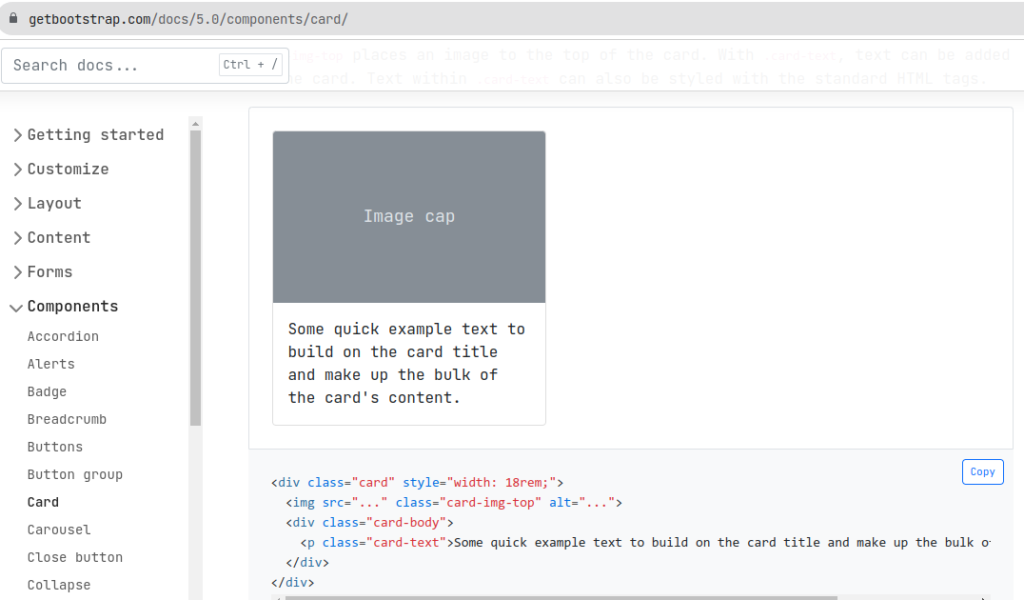 getbootstrap.com/docs/5.0/components/card/
Search docs... Ctrl + /
img-top places an image to the top of the card. With .card-text, text can be added
he card. Text within .card-text can also be styled with the standard HTML tags.
Getting started
Customize
Layout
Content
Forms
Components
Accordion
Alerts
Badge
Breadcrumb
Buttons
Button group
Card
Carousel
Close button
Collapse
Image cap
Some quick example text to
build on the card title
and make up the bulk of
the card's content.
Copy
<div class="card" style="width: 18rem;">
  <img src="..." class="card-img-top" alt="...">
  <div class="card-body">
    <p class="card-text">Some quick example text to build on the card title and make up the bulk o
  </div>
</div>